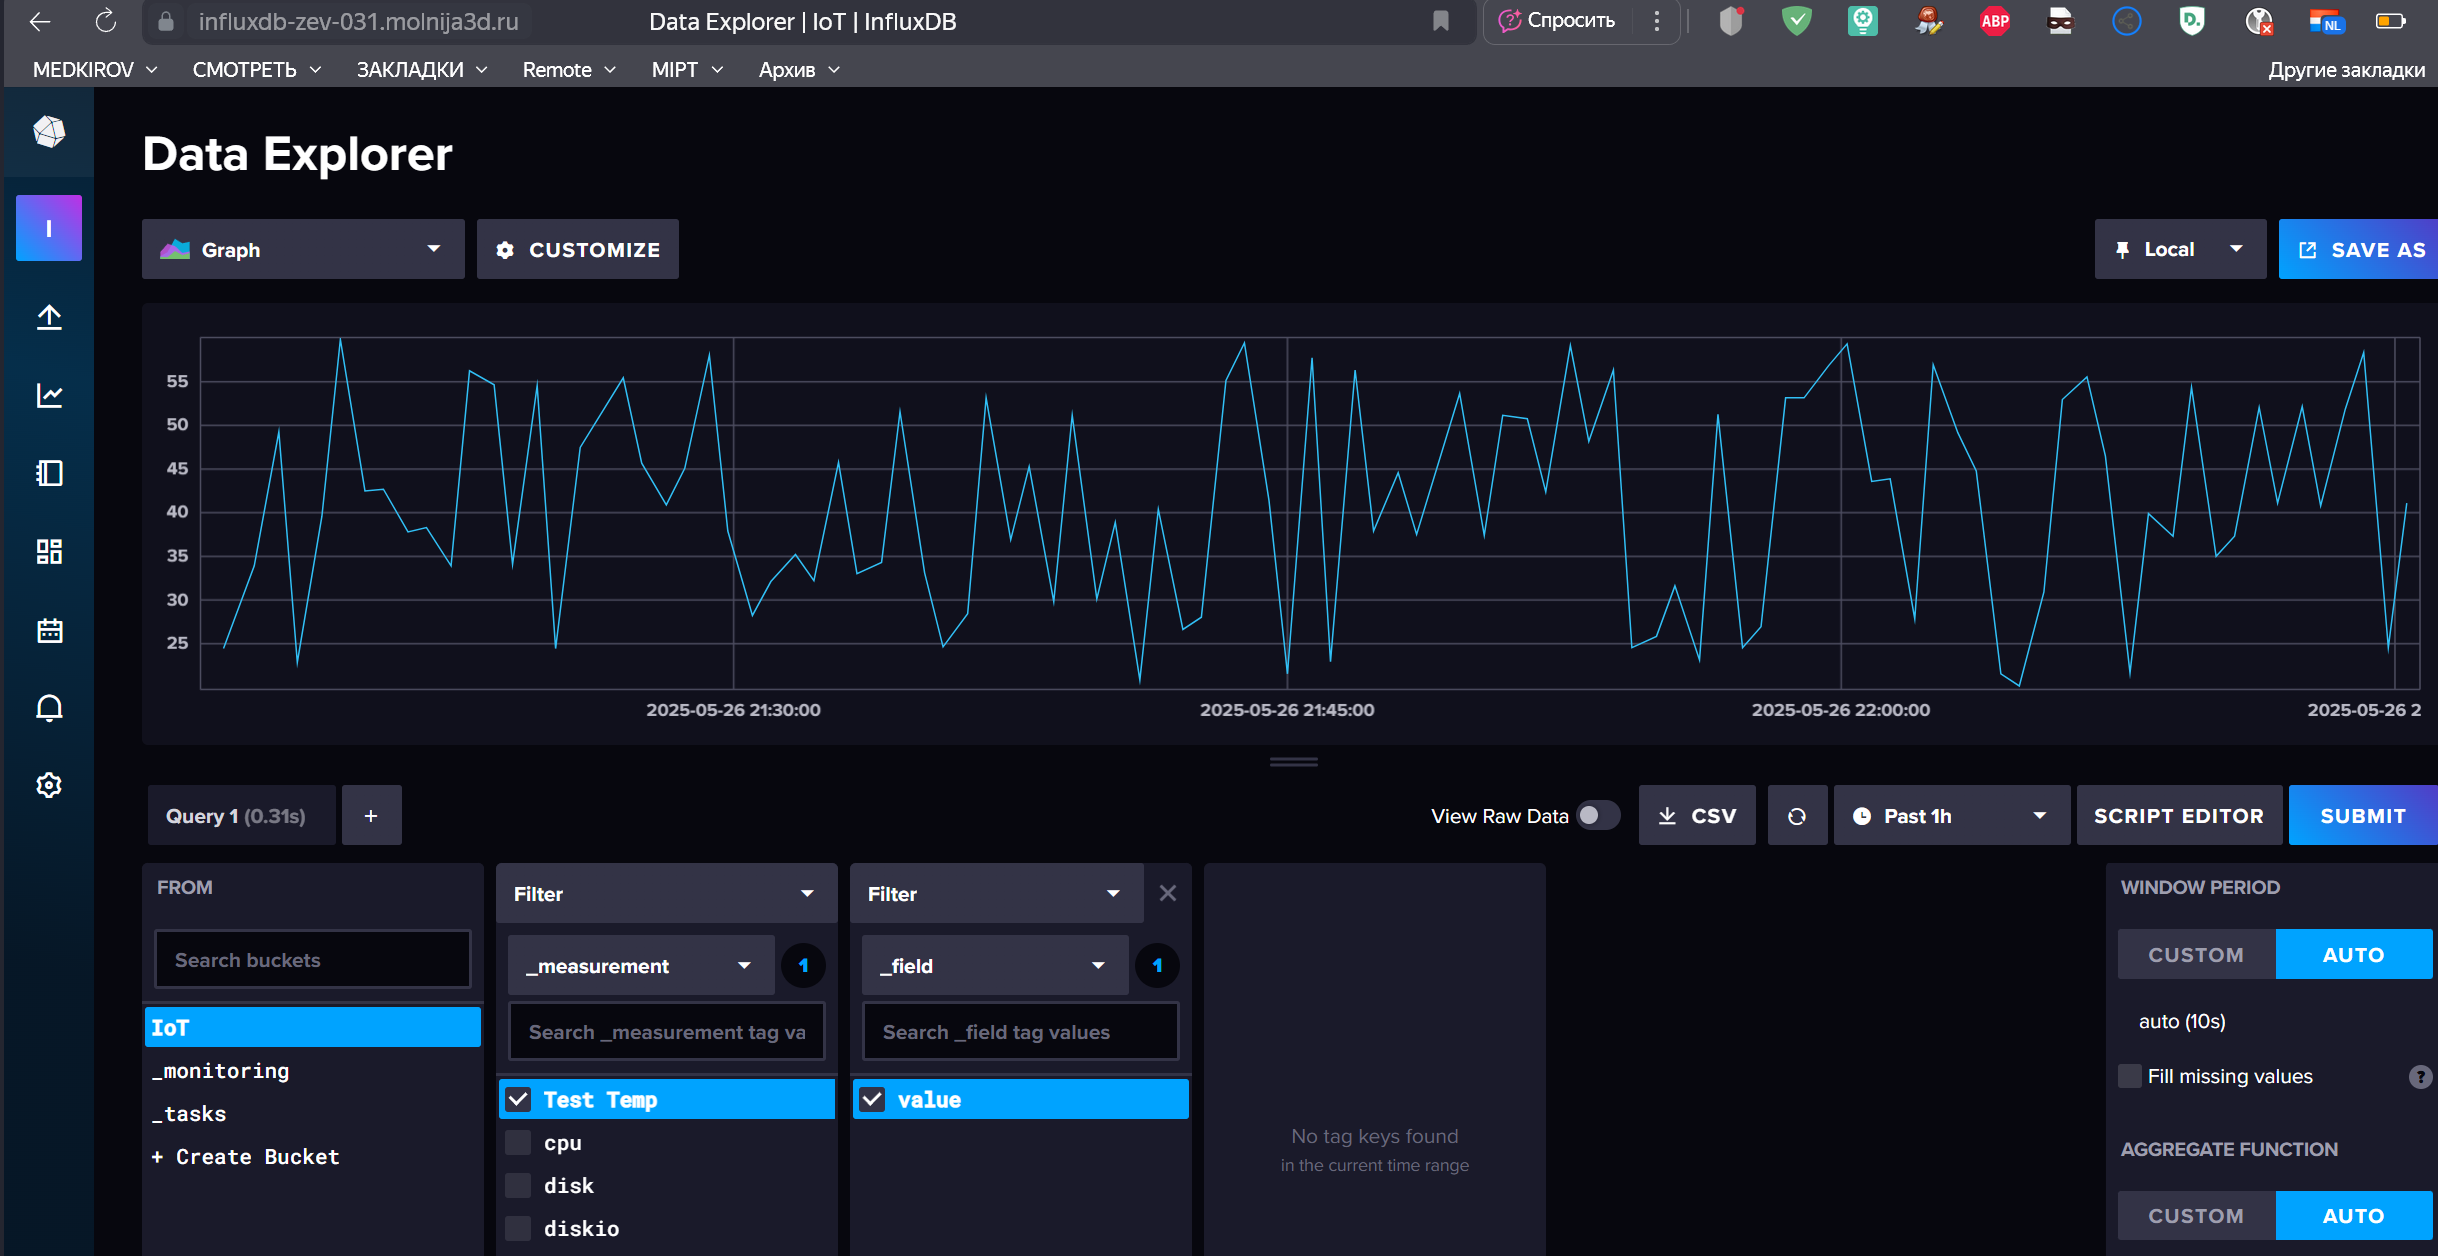 influxdb-zev-031.molnija3d.ru
Data Explorer | IoT | InfluxDB
Спросить
ABP
D.
NL
MEDKIROV
СМОТРЕТЬ
ЗАКЛАДКИ
Remote
MIPT
Архив
Другие закладки
Data Explorer
I
Graph
CUSTOMIZE
Local
SAVE AS
55
50
45
40
35
30
25
2025-05-26 21:30:00
2025-05-26 21:45:00
2025-05-26 22:00:00
2025-05-26 2
Query 1 (0.31s)
+
View Raw Data
CSV
Past 1h
SCRIPT EDITOR
SUBMIT
FROM
Search buckets
IoT
_monitoring
_tasks
+ Create Bucket
Filter
_measurement
1
Search _measurement tag va
Test Temp
cpu
disk
diskio
Filter
_field
1
Search _field tag values
value
No tag keys found
in the current time range
WINDOW PERIOD
CUSTOM
AUTO
auto (10s)
Fill missing values
?
AGGREGATE FUNCTION
CUSTOM
AUTO